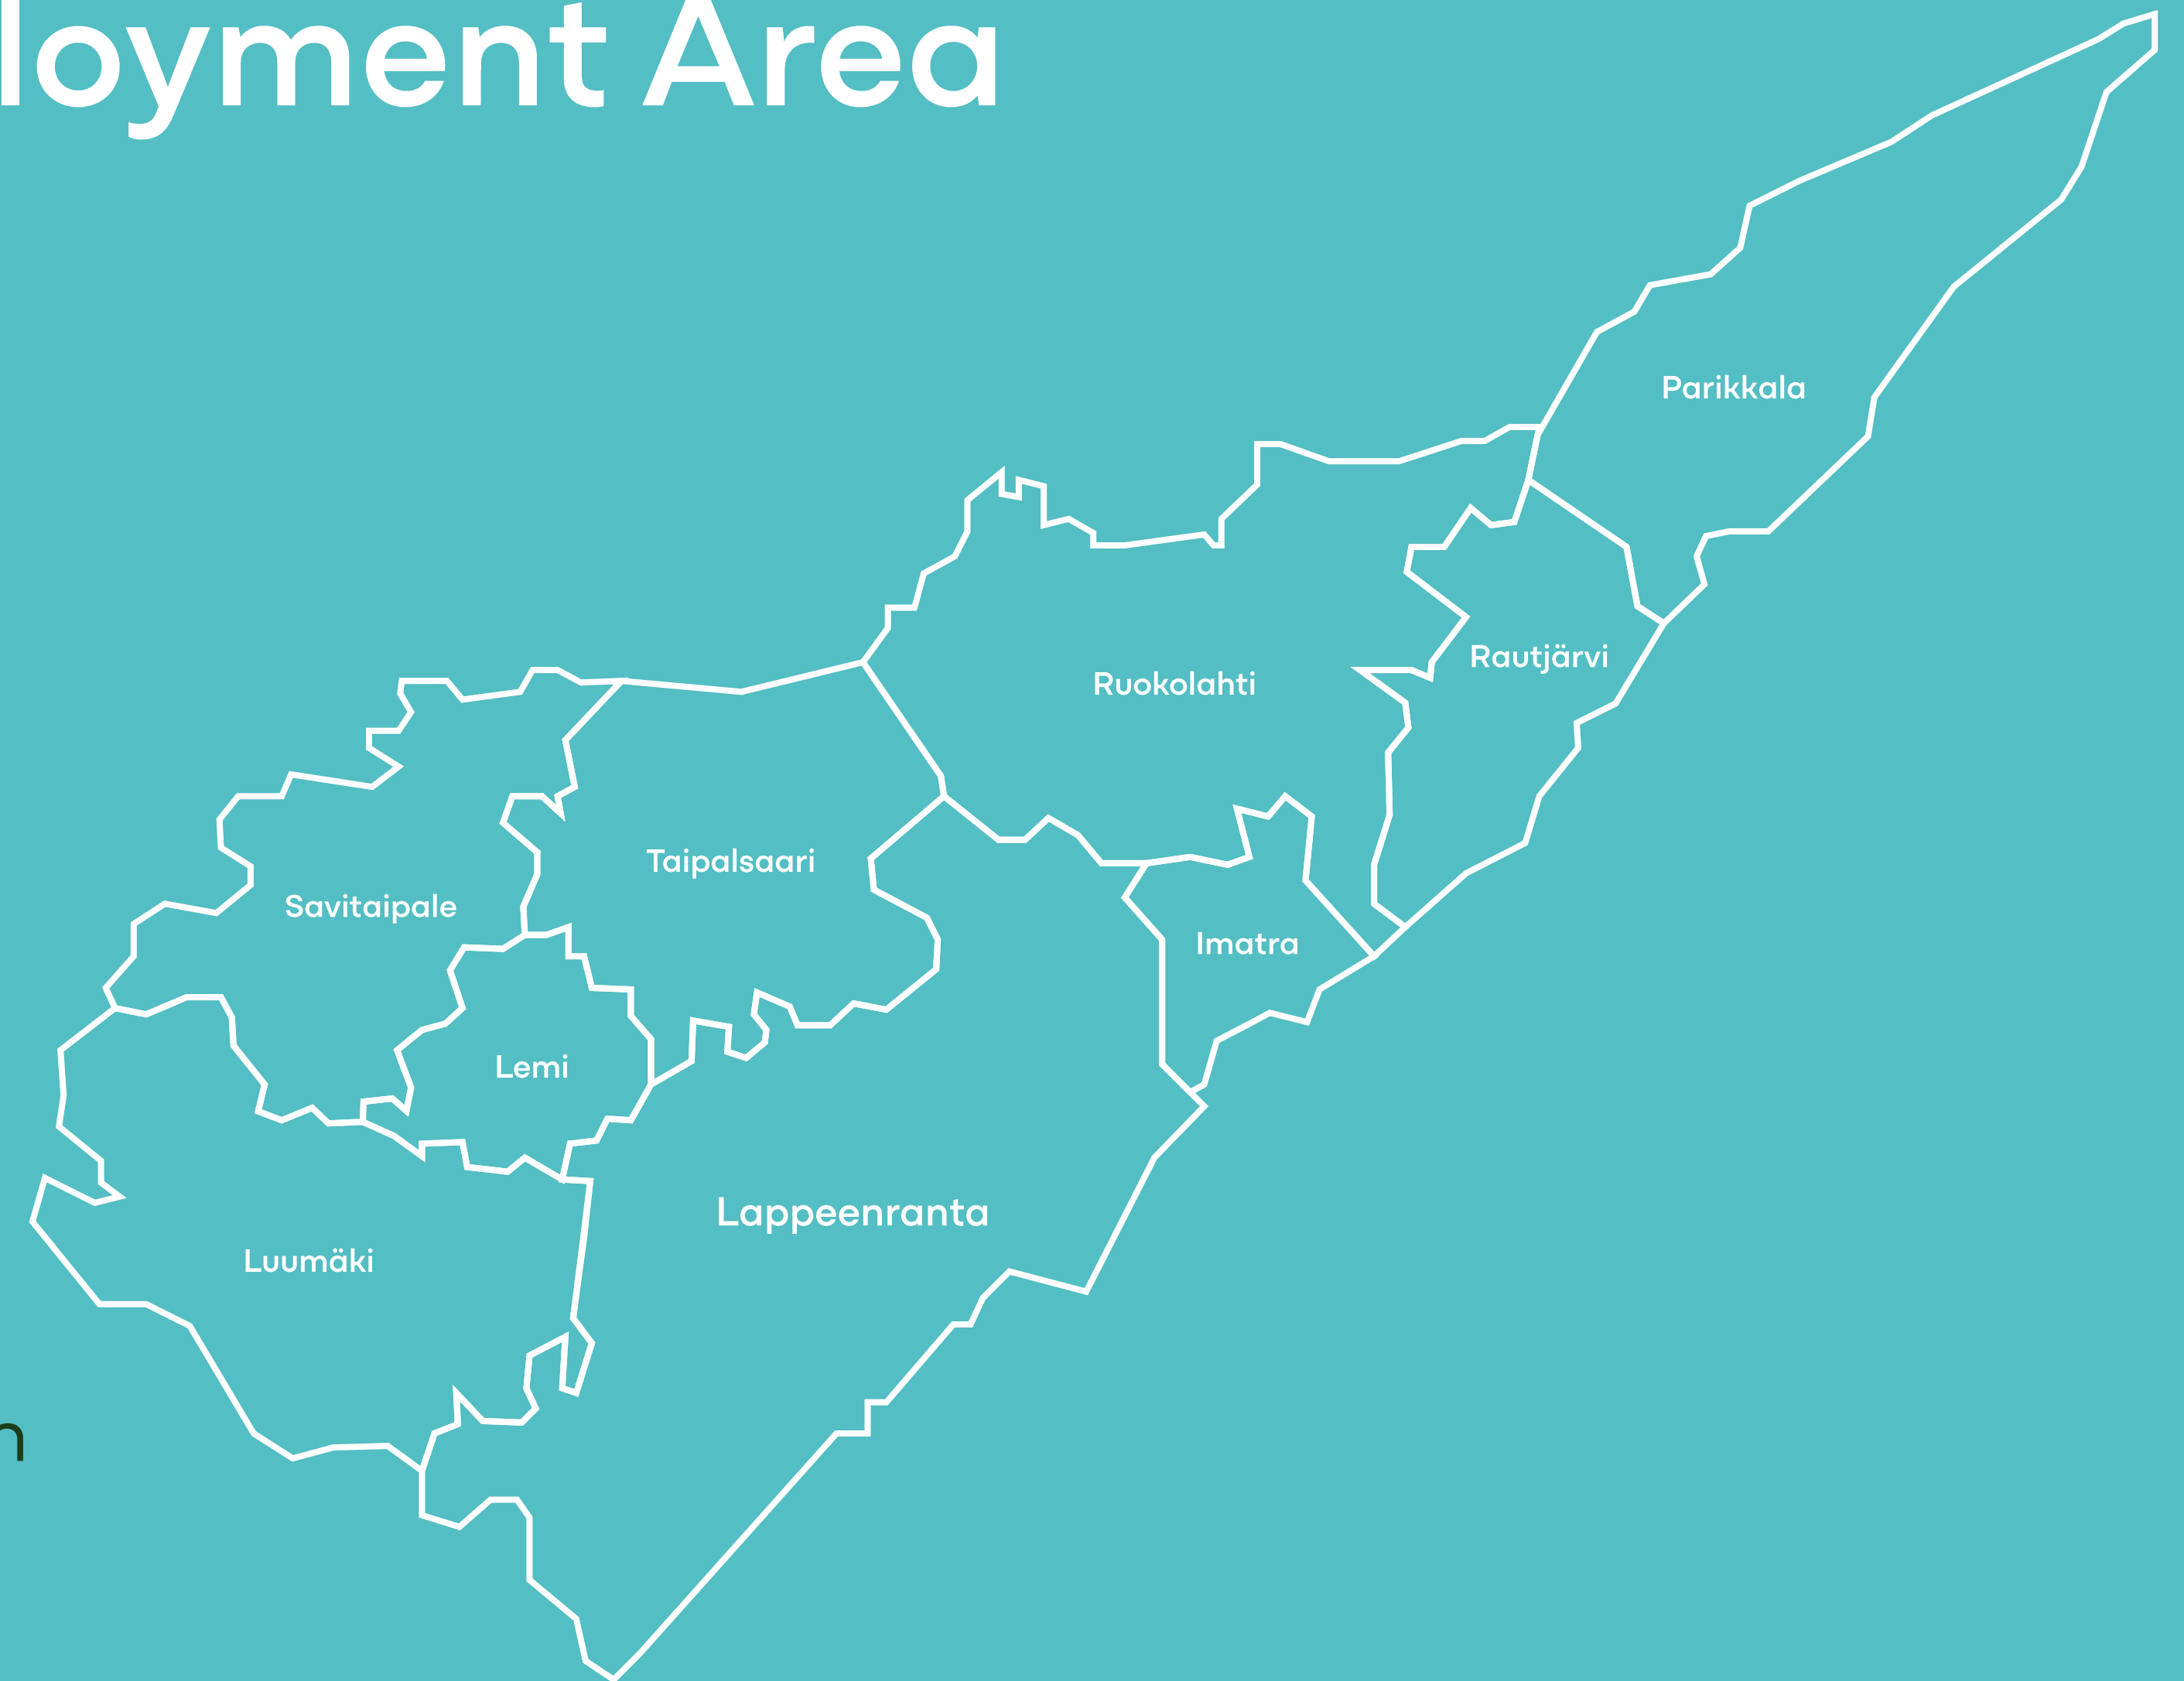 loyment Area
Parikkala
Rautjärvi
Ruokolahti
Taipalsaari
Savitaipale
Imatra
Lemi
Lappeenranta
Luumäki
n